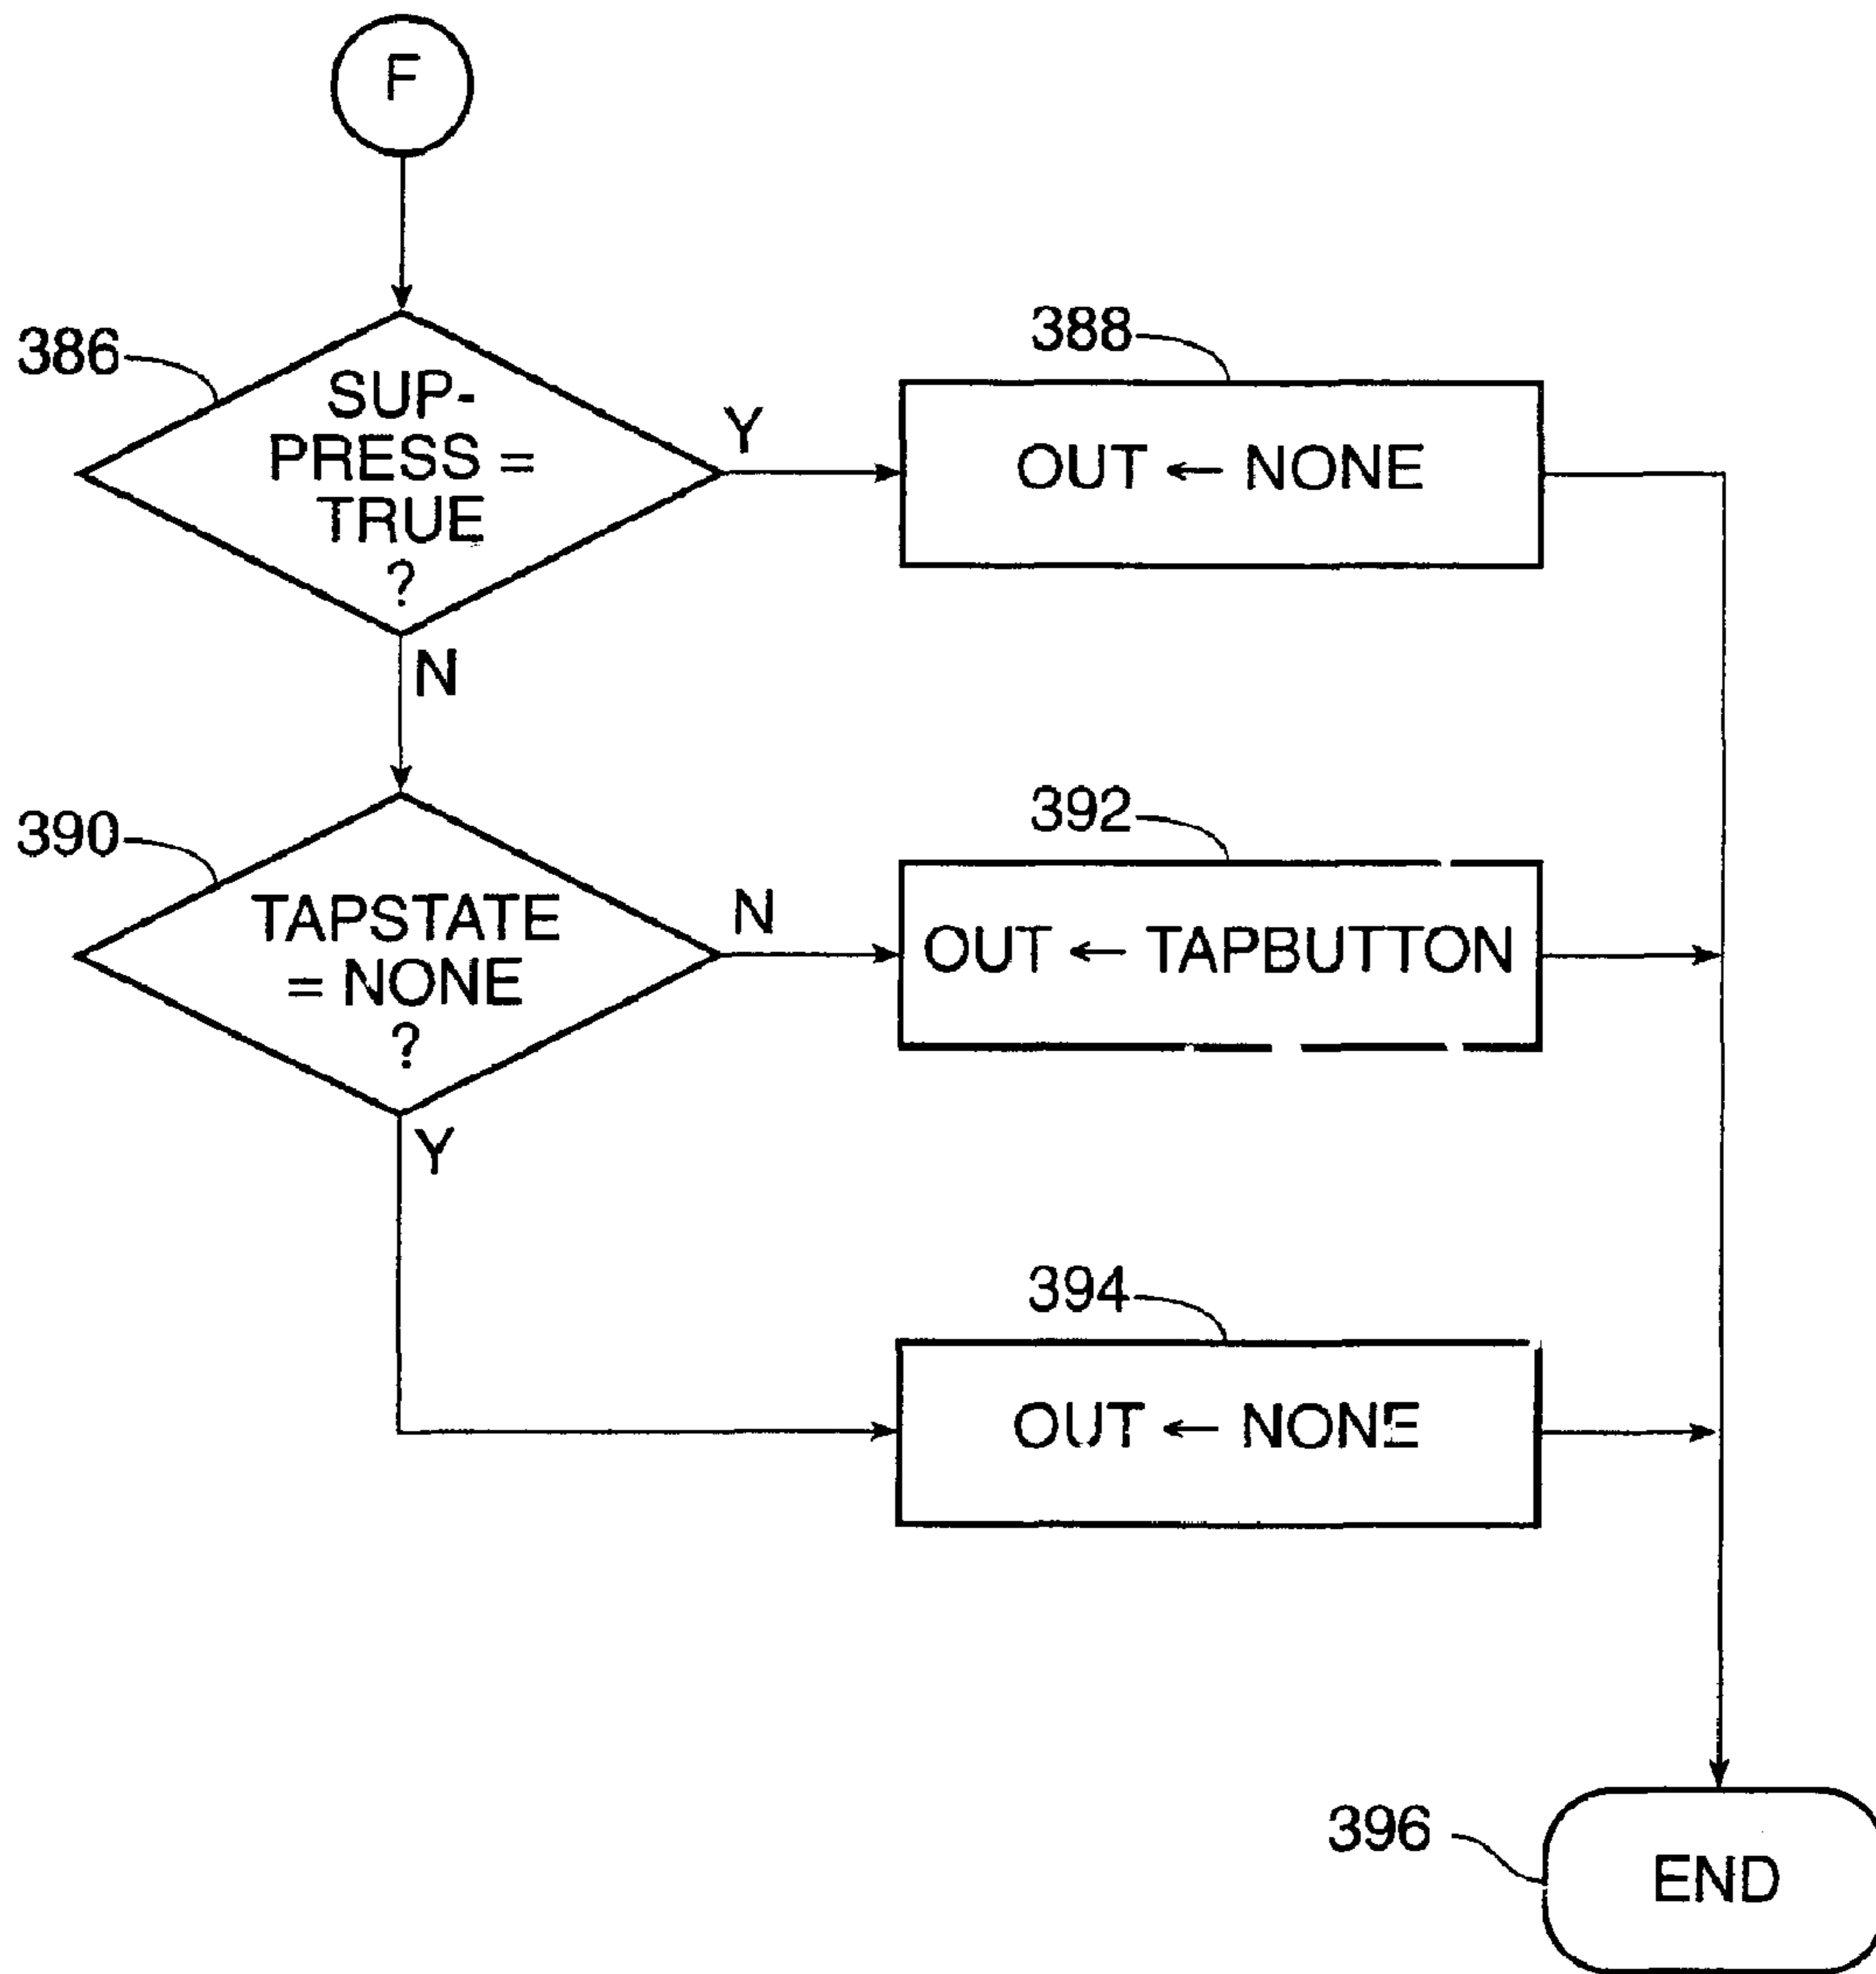 F
386
SUP-
PRESS =
TRUE
?
Y
N
388
OUT ← NONE
390
TAPSTATE
= NONE
?
N
Y
392
OUT ← TAPBUTTON
394
OUT ← NONE
396
END